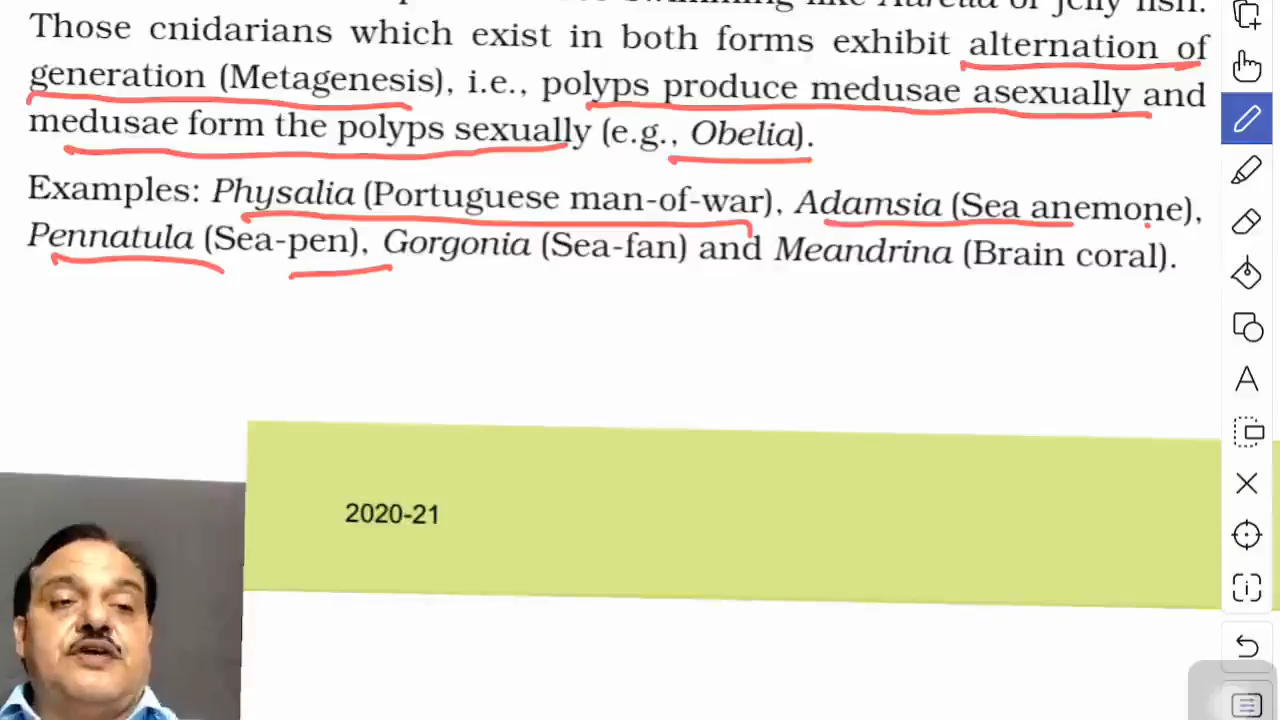 Those cnidarians which exist in both forms exhibit alternation of
generation (Metagenesis), i.e., polyps produce medusae asexually and
medusae form the polyps sexually (e.g., Obelia).
Examples: Physalia (Portuguese man-of-war), Adamsia (Sea anemone),
Pennatula (Sea-pen), Gorgonia (Sea-fan) and Meandrina (Brain coral).
2020-21